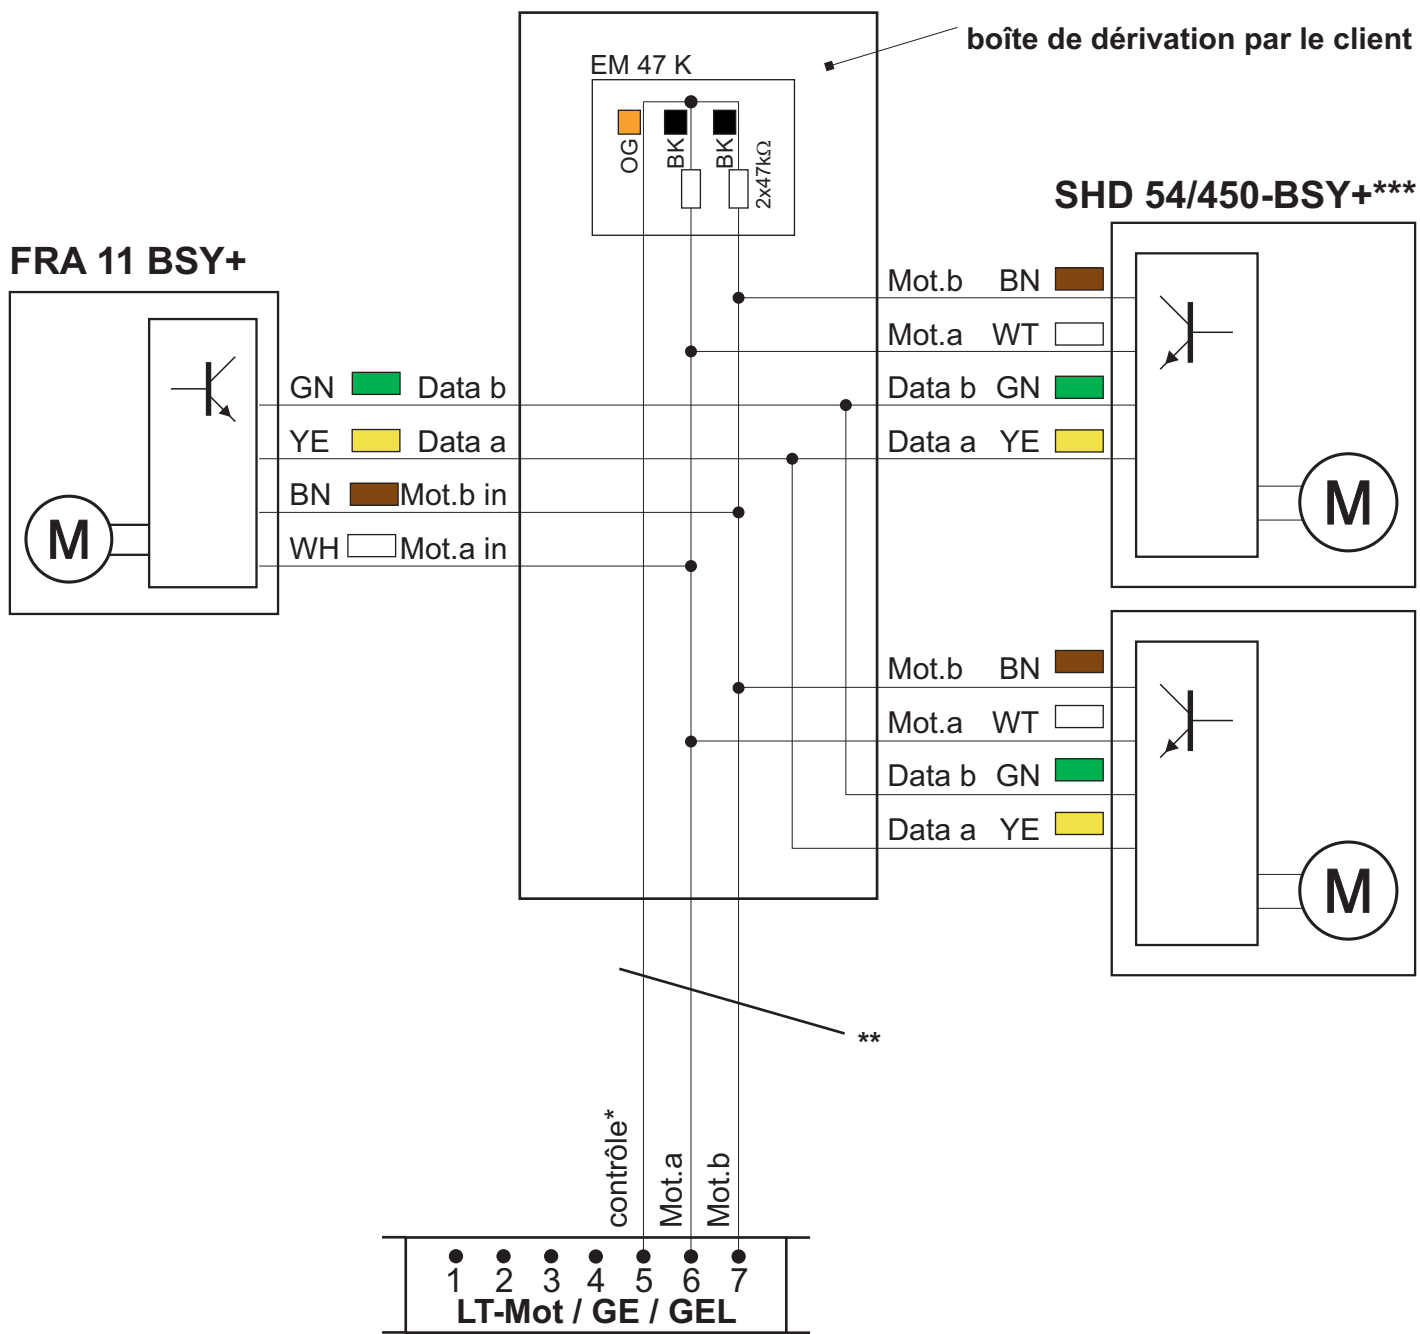 boîte de dérivation par le client
EM 47 K
OG
BK
BK
2x47kΩ
SHD 54/450-BSY+***
FRA 11 BSY+
Mot.b BN
Mot.a WT
Data b GN
Data a YE
GN Data b
YE Data a
BN Mot.b in
WH Mot.a in
M
M
Mot.b BN
Mot.a WT
Data b GN
Data a YE
M
**
contrôle*
Mot.a
Mot.b
1 2 3 4 5 6 7
LT-Mot / GE / GEL